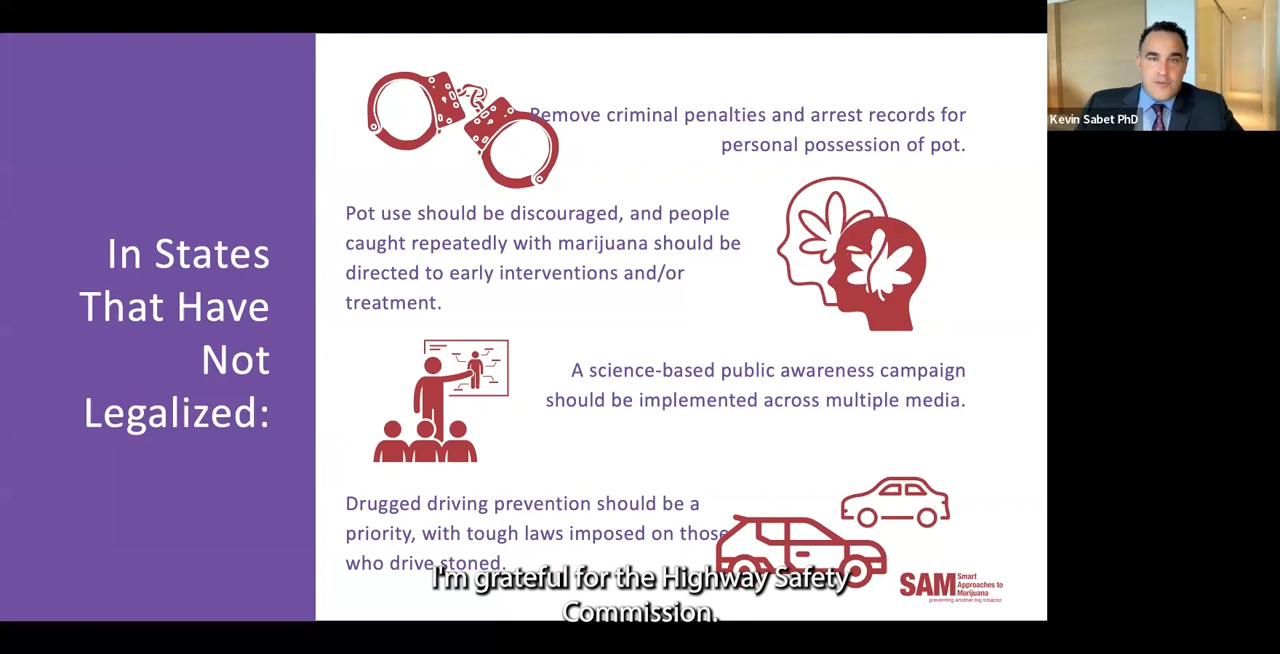 In States
That Have
Not
Legalized:
Remove criminal penalties and arrest records for
personal possession of pot.
Pot use should be discouraged, and people
caught repeatedly with marijuana should be
directed to early interventions and/or
treatment.
A science-based public awareness campaign
should be implemented across multiple media.
Drugged driving prevention should be a
priority, with tough laws imposed on those
who drive stoned.
SAM Smart
Approaches to
Marijuana
preventing another big tobacco
I'm grateful for the Highway Safety
Commission.
Kevin Sabet PhD